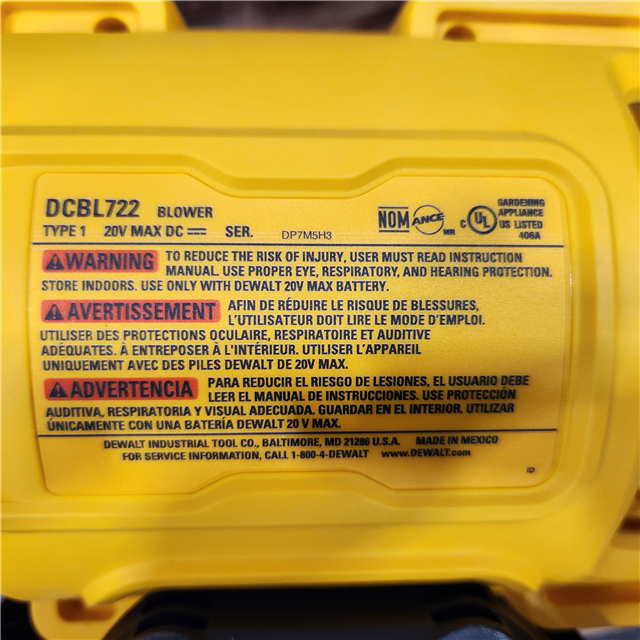 DCBL722 BLOWER
TYPE 1 20V MAX DC SER. DP7M5H3
NOM ANCE MR
C UL US LISTED
GARDENING
APPLIANCE
406A
WARNING TO REDUCE THE RISK OF INJURY, USER MUST READ INSTRUCTION
MANUAL. USE PROPER EYE, RESPIRATORY, AND HEARING PROTECTION.
STORE INDOORS. USE ONLY WITH DEWALT 20V MAX BATTERY.
AVERTISSEMENT AFIN DE RÉDUIRE LE RISQUE DE BLESSURES,
L'UTILISATEUR DOIT LIRE LE MODE D'EMPLOI.
UTILISER DES PROTECTIONS OCULAIRE, RESPIRATOIRE ET AUDITIVE
ADÉQUATES. À ENTREPOSER À L'INTÉRIEUR. UTILISER L'APPAREIL
UNIQUEMENT AVEC DES PILES DEWALT DE 20V MAX.
ADVERTENCIA PARA REDUCIR EL RIESGO DE LESIONES, EL USUARIO DEBE
LEER EL MANUAL DE INSTRUCCIONES. USE PROTECCIÓN
AUDITIVA, RESPIRATORIA Y VISUAL ADECUADA. GUARDAR EN EL INTERIOR. UTILIZAR
ÚNICAMENTE CON UNA BATERÍA DEWALT 20 V MAX.
DEWALT INDUSTRIAL TOOL CO., BALTIMORE, MD 21286 U.S.A. MADE IN MEXICO
FOR SERVICE INFORMATION, CALL 1-800-4-DEWALT www.DEWALT.com
ID